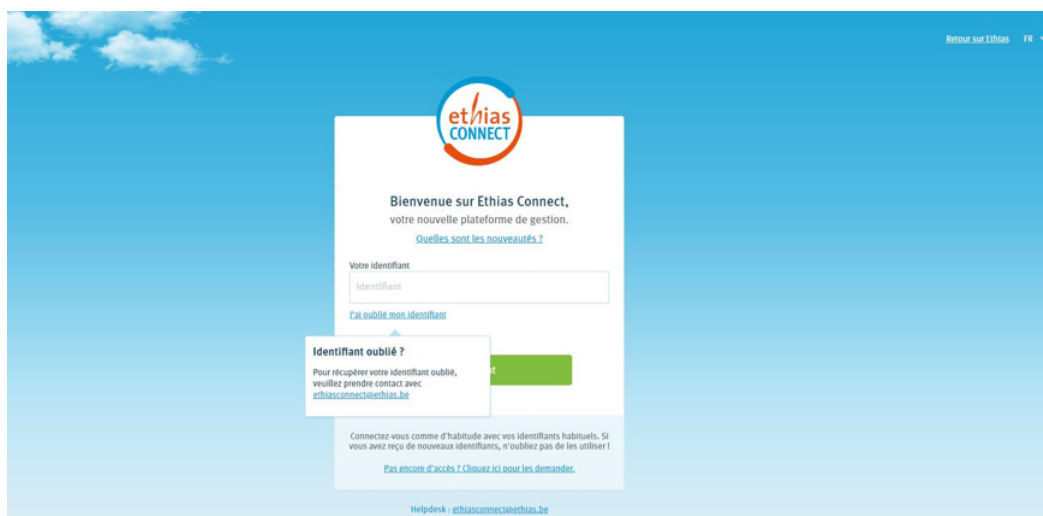 Retour sur Ethias FR
ethias
CONNECT
Bienvenue sur Ethias Connect,
votre nouvelle plateforme de gestion.
Quelles sont les nouveautés ?
Votre identifiant
Identifiant
J'ai oublié mon identifiant
Identifiant oublié ?
Pour récupérer votre identifiant oublié,
veuillez prendre contact avec
ethiasconnect@ethias.be
Connectez-vous comme d'habitude avec vos identifiants habituels. Si
vous avez reçu de nouveaux identifiants, n'oubliez pas de les utiliser !
Pas encore d'accès ? Cliquez ici pour les demander.
Helpdesk : ethiasconnect@ethias.be